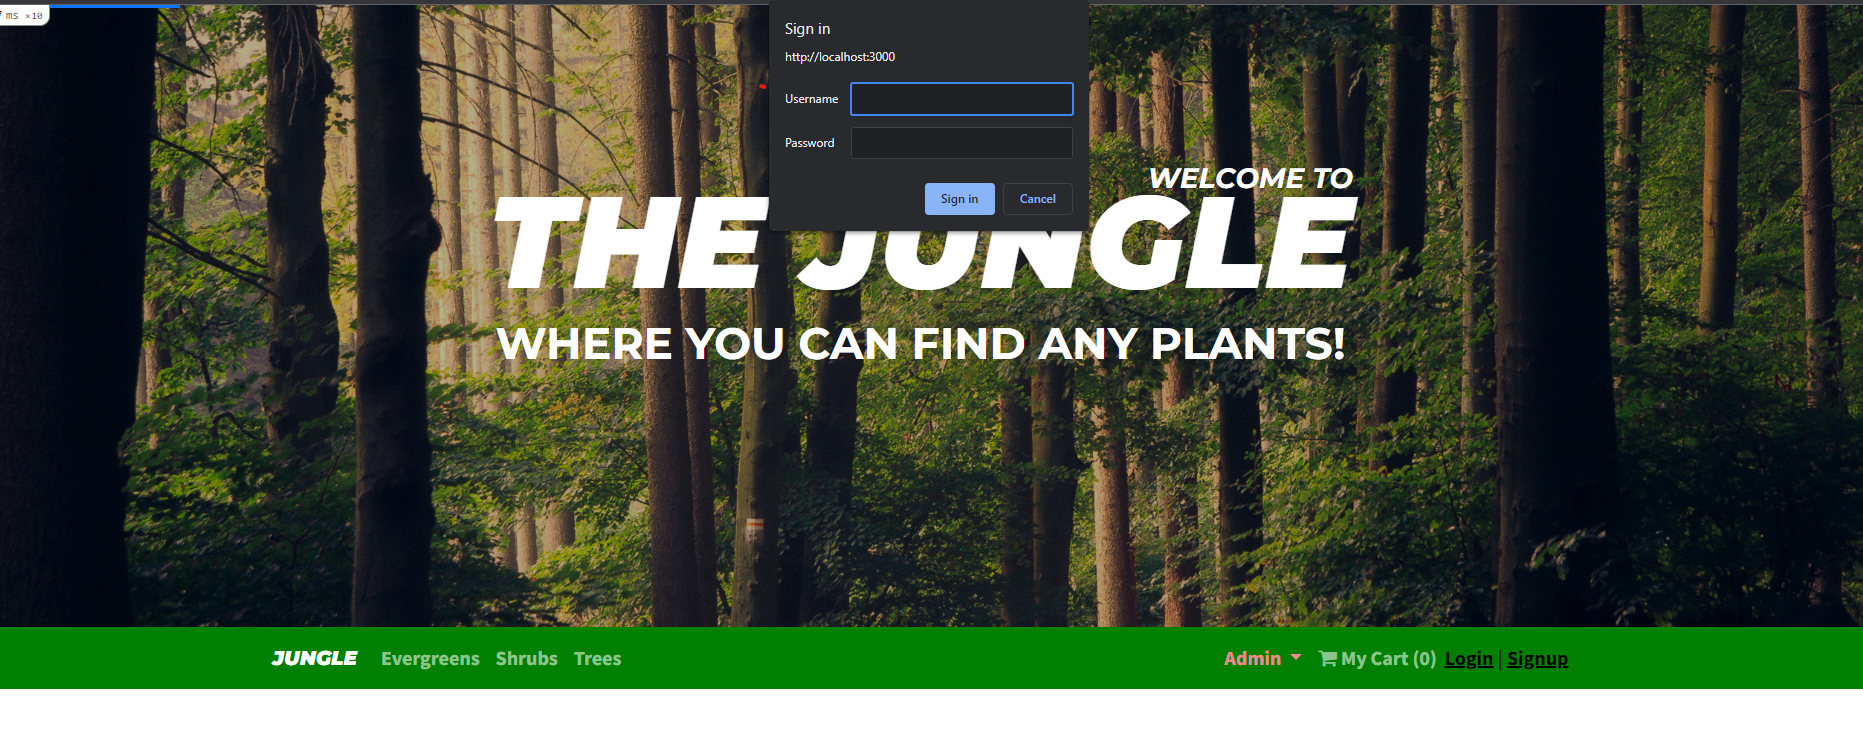 7 ms ×10
Sign in
http://localhost:3000
Username
Password
Sign in Cancel
WELCOME TO
THE JUNGLE
WHERE YOU CAN FIND ANY PLANTS!
JUNGLE Evergreens Shrubs Trees Admin My Cart (0) Login | Signup